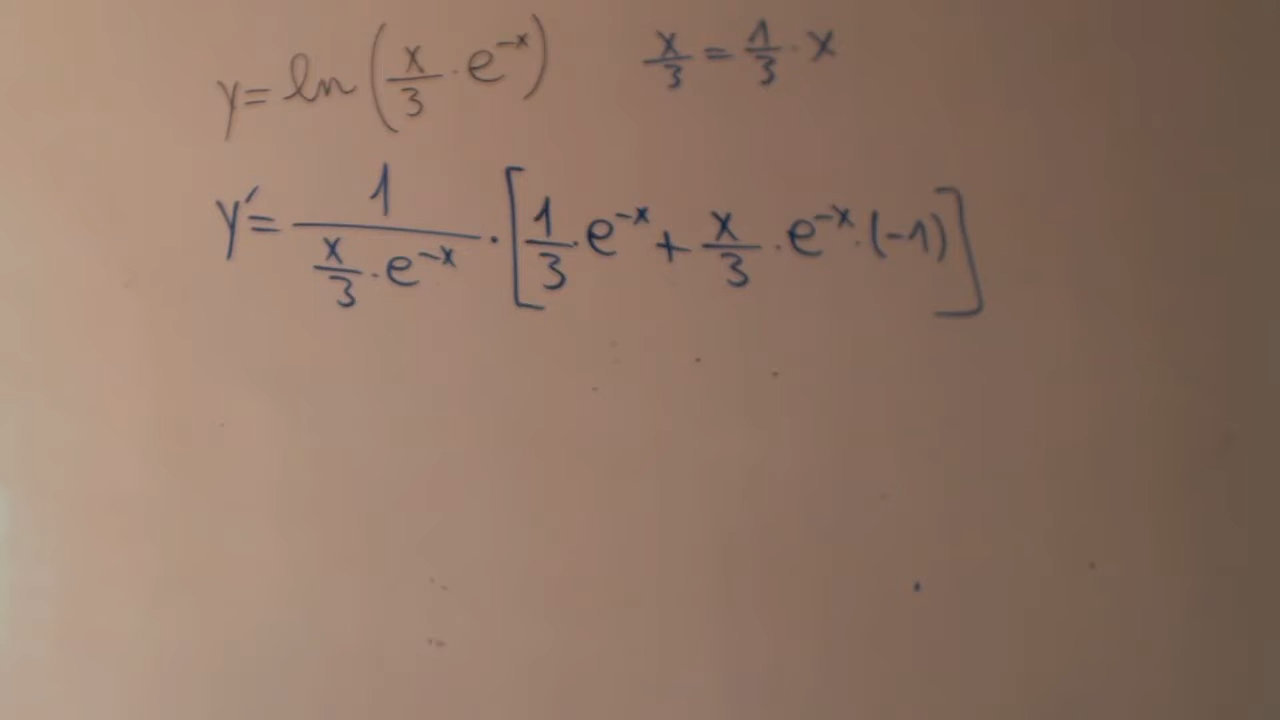 y = ln(x/3 · e^-x)   x/3 = 1/3 · x
y' = 1/(x/3 · e^-x) · [1/3 · e^-x + x/3 · e^-x · (-1)]